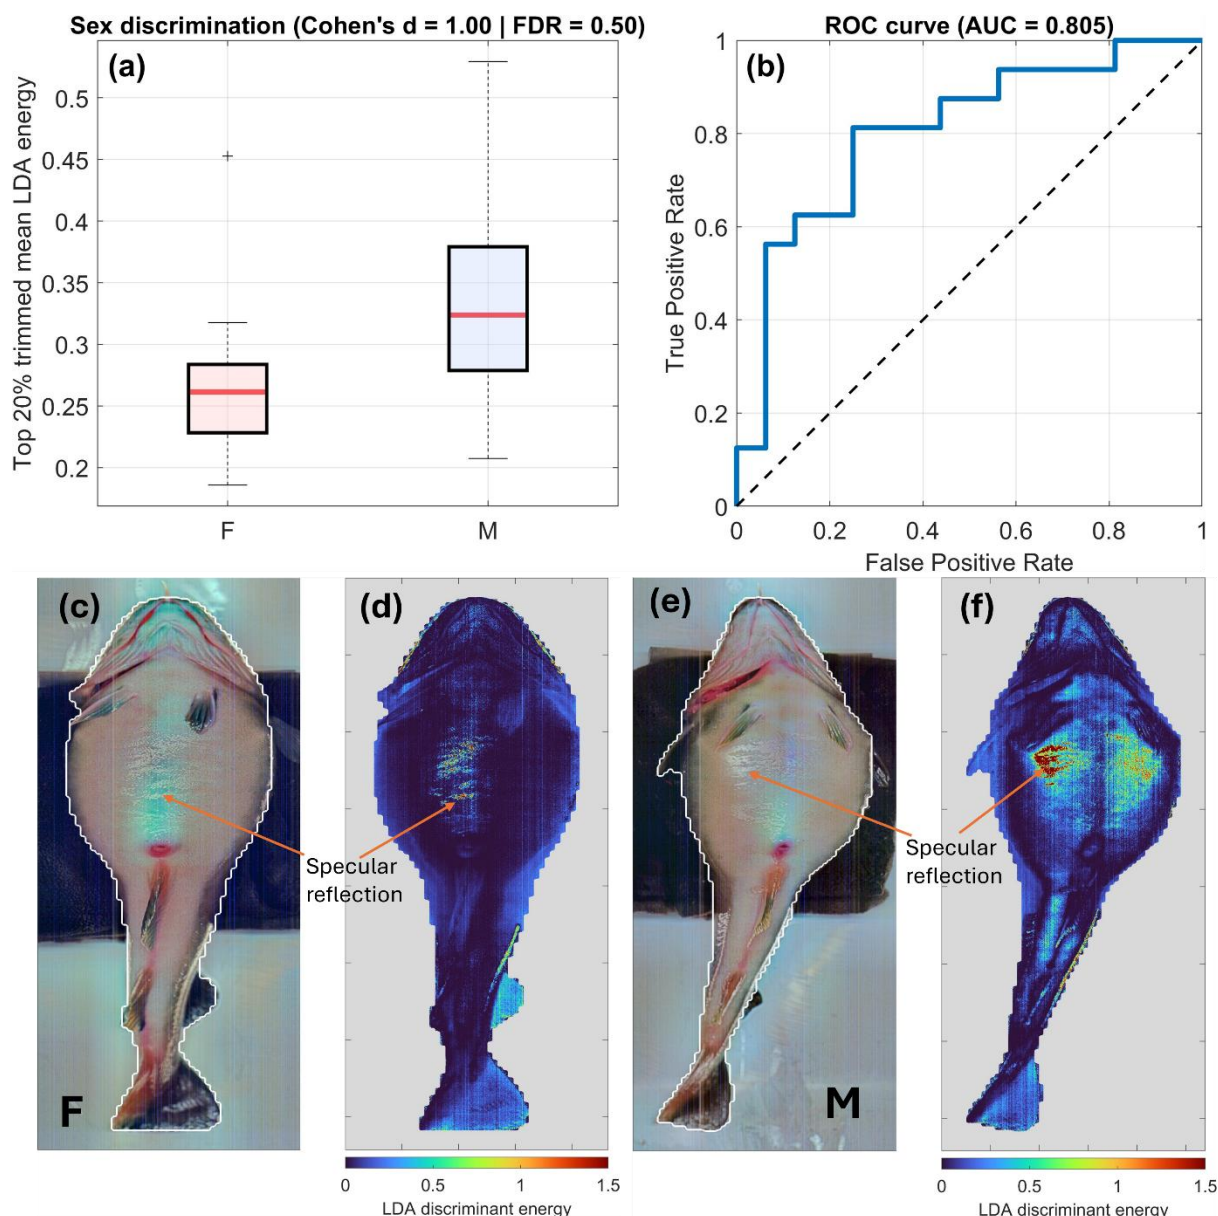 Sex discrimination (Cohen's d = 1.00 | FDR = 0.50)
(a)
Top 20% trimmed mean LDA energy
0.5
0.45
0.4
0.35
0.3
0.25
0.2
F
M
ROC curve (AUC = 0.805)
(b)
True Positive Rate
1
0.8
0.6
0.4
0.2
0
0
0.2
0.4
0.6
0.8
1
False Positive Rate
(c)
(d)
(e)
(f)
Specular
reflection
Specular
reflection
F
M
0
0.5
1
1.5
LDA discriminant energy
0
0.5
1
1.5
LDA discriminant energy